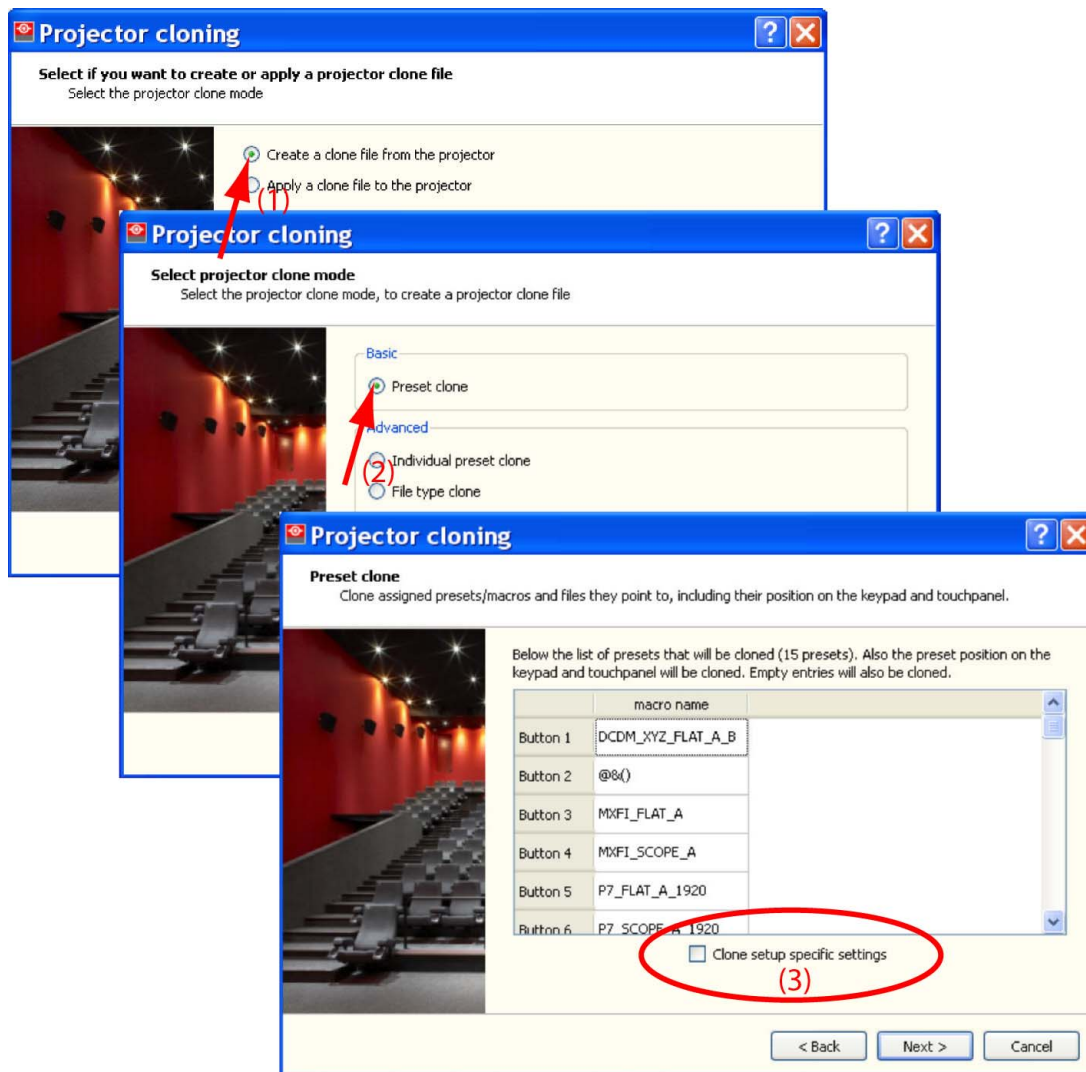 Projector cloning
Select if you want to create or apply a projector clone file
Select the projector clone mode
Create a clone file from the projector
Apply a clone file to the projector
(1)
Projector cloning
Select projector clone mode
Select the projector clone mode, to create a projector clone file
Basic
Preset clone
Advanced
(2)
Individual preset clone
File type clone
Projector cloning
Preset clone
Clone assigned presets/macros and files they point to, including their position on the keypad and touchpanel.
Below the list of presets that will be cloned (15 presets). Also the preset position on the
keypad and touchpanel will be cloned. Empty entries will also be cloned.
macro name
Button 1 DCDM_XYZ_FLAT_A_B
Button 2 @&()
Button 3 MXFI_FLAT_A
Button 4 MXFI_SCOPE_A
Button 5 P7_FLAT_A_1920
Button 6 P7_SCOPE_A_1920
Clone setup specific settings
(3)
< Back Next > Cancel